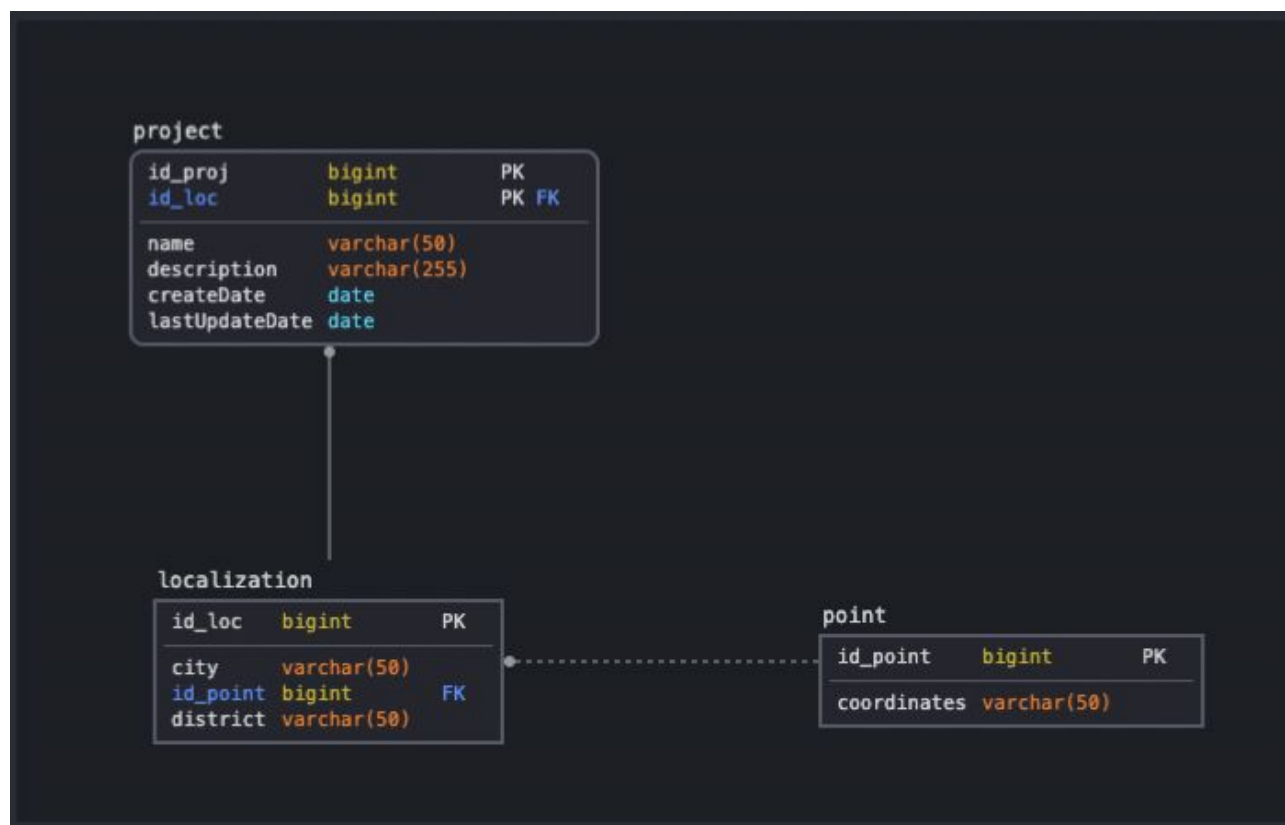 project
id_proj bigint PK
id_loc bigint PK FK
name varchar(50)
description varchar(255)
createDate date
lastUpdateDate date
localization
id_loc bigint PK
city varchar(50)
id_point bigint FK
district varchar(50)
point
id_point bigint PK
coordinates varchar(50)